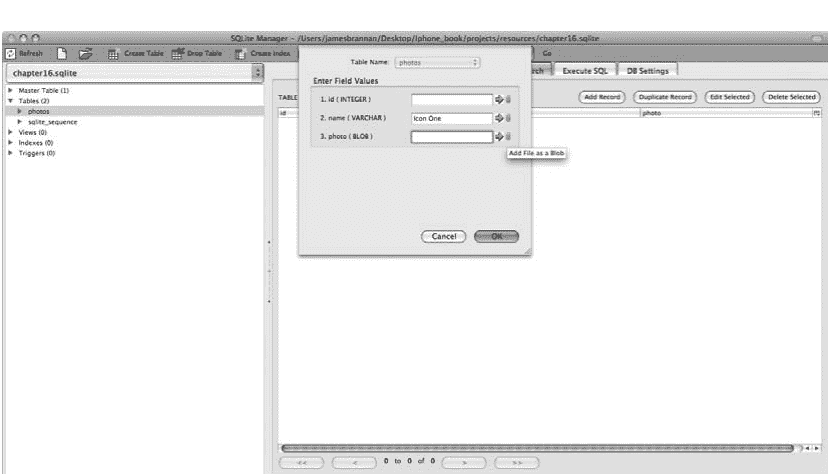 SQLite Manager - /Users/jamesbrannan/Desktop/iphone_book/projects/resources/chapter16.sqlite
Refresh Create Table Drop Table Create Index Go
chapter16.sqlite
Master Table (1)
Tables (2)
photos
sqlite_sequence
Views (0)
Indexes (0)
Triggers (0)
Table Name: photos
Enter Field Values
1. id ( INTEGER )
2. name ( VARCHAR ) Icon One
3. photo ( BLOB )
Add File as a Blob
Cancel OK
Execute SQL DB Settings
TABLE Add Record Duplicate Record Edit Selected Delete Selected
id photo
<< < 0 to 0 of 0 > >>